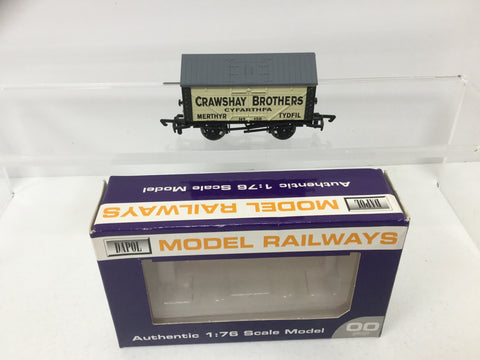 CRAWSHAY BROTHERS
CYFARTHFA
MERTHYR TYDFIL
Authentic 1:76 Scale Model
MODEL RAILWAYS
DAPOL
DAPOL
MODEL RAILWAYS
Authentic 1:76 Scale Model
OO